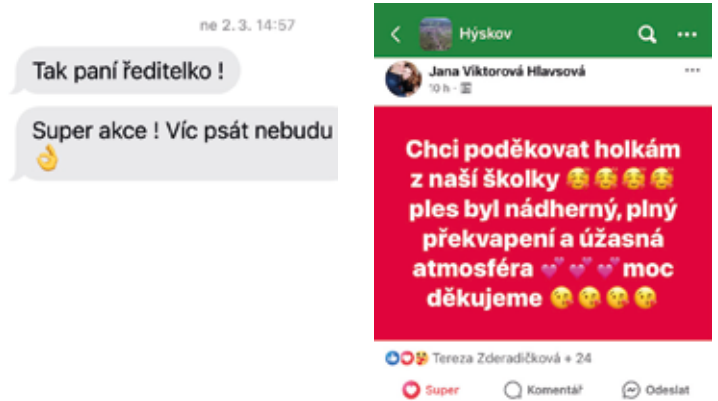 ne 2. 3. 14:57
Tak paní ředitelko !
Super akce ! Víc psát nebudu
👌
Hýskov
Jana Viktorová Hlavsová
10 h
Chci poděkovat holkám
z naší školky 🥰🥰🥰🥰
ples byl nádherný, plný
překvapení a úžasná
atmosféra 💕💕💕 moc
děkujeme 😘😘😘😘
Tereza Zderadičková + 24
Super
Komentář
Odeslat